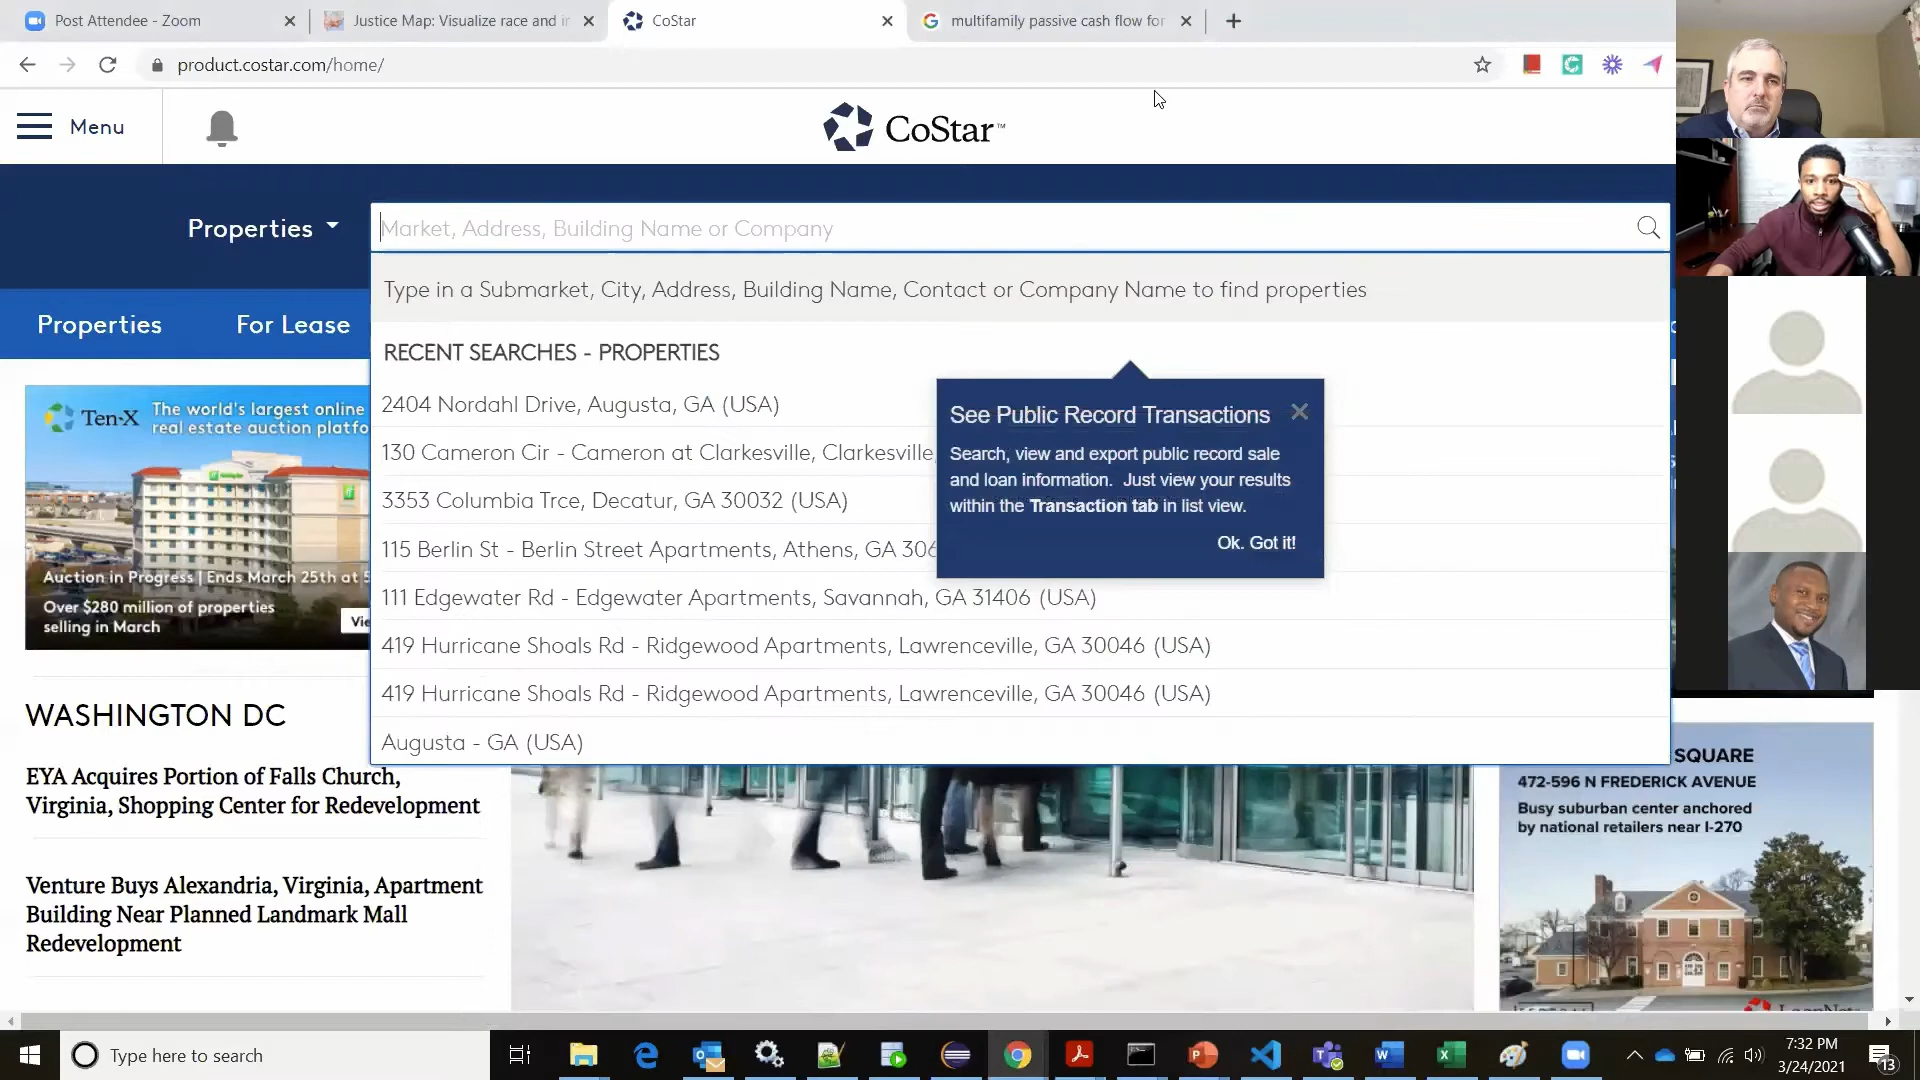 Post Attendee - Zoom
Justice Map: Visualize race and in
CoStar
multifamily passive cash flow for
product.costar.com/home/
Menu
CoStar™
Properties
Market, Address, Building Name or Company
Type in a Submarket, City, Address, Building Name, Contact or Company Name to find properties
Properties
For Lease
RECENT SEARCHES - PROPERTIES
2404 Nordahl Drive, Augusta, GA (USA)
130 Cameron Cir - Cameron at Clarkesville, Clarkesville,
3353 Columbia Trce, Decatur, GA 30032 (USA)
115 Berlin St - Berlin Street Apartments, Athens, GA 306
111 Edgewater Rd - Edgewater Apartments, Savannah, GA 31406 (USA)
419 Hurricane Shoals Rd - Ridgewood Apartments, Lawrenceville, GA 30046 (USA)
419 Hurricane Shoals Rd - Ridgewood Apartments, Lawrenceville, GA 30046 (USA)
Augusta - GA (USA)
See Public Record Transactions
Search, view and export public record sale
and loan information. Just view your results
within the Transaction tab in list view.
Ok. Got it!
Ten-X
The world's largest online
real estate auction platfo
Auction in Progress | Ends March 25th at 5
Over $280 million of properties
selling in March
Vie
WASHINGTON DC
EYA Acquires Portion of Falls Church,
Virginia, Shopping Center for Redevelopment
Venture Buys Alexandria, Virginia, Apartment
Building Near Planned Landmark Mall
Redevelopment
SQUARE
472-596 N FREDERICK AVENUE
Busy suburban center anchored
by national retailers near I-270
Type here to search
7:32 PM
3/24/2021
13